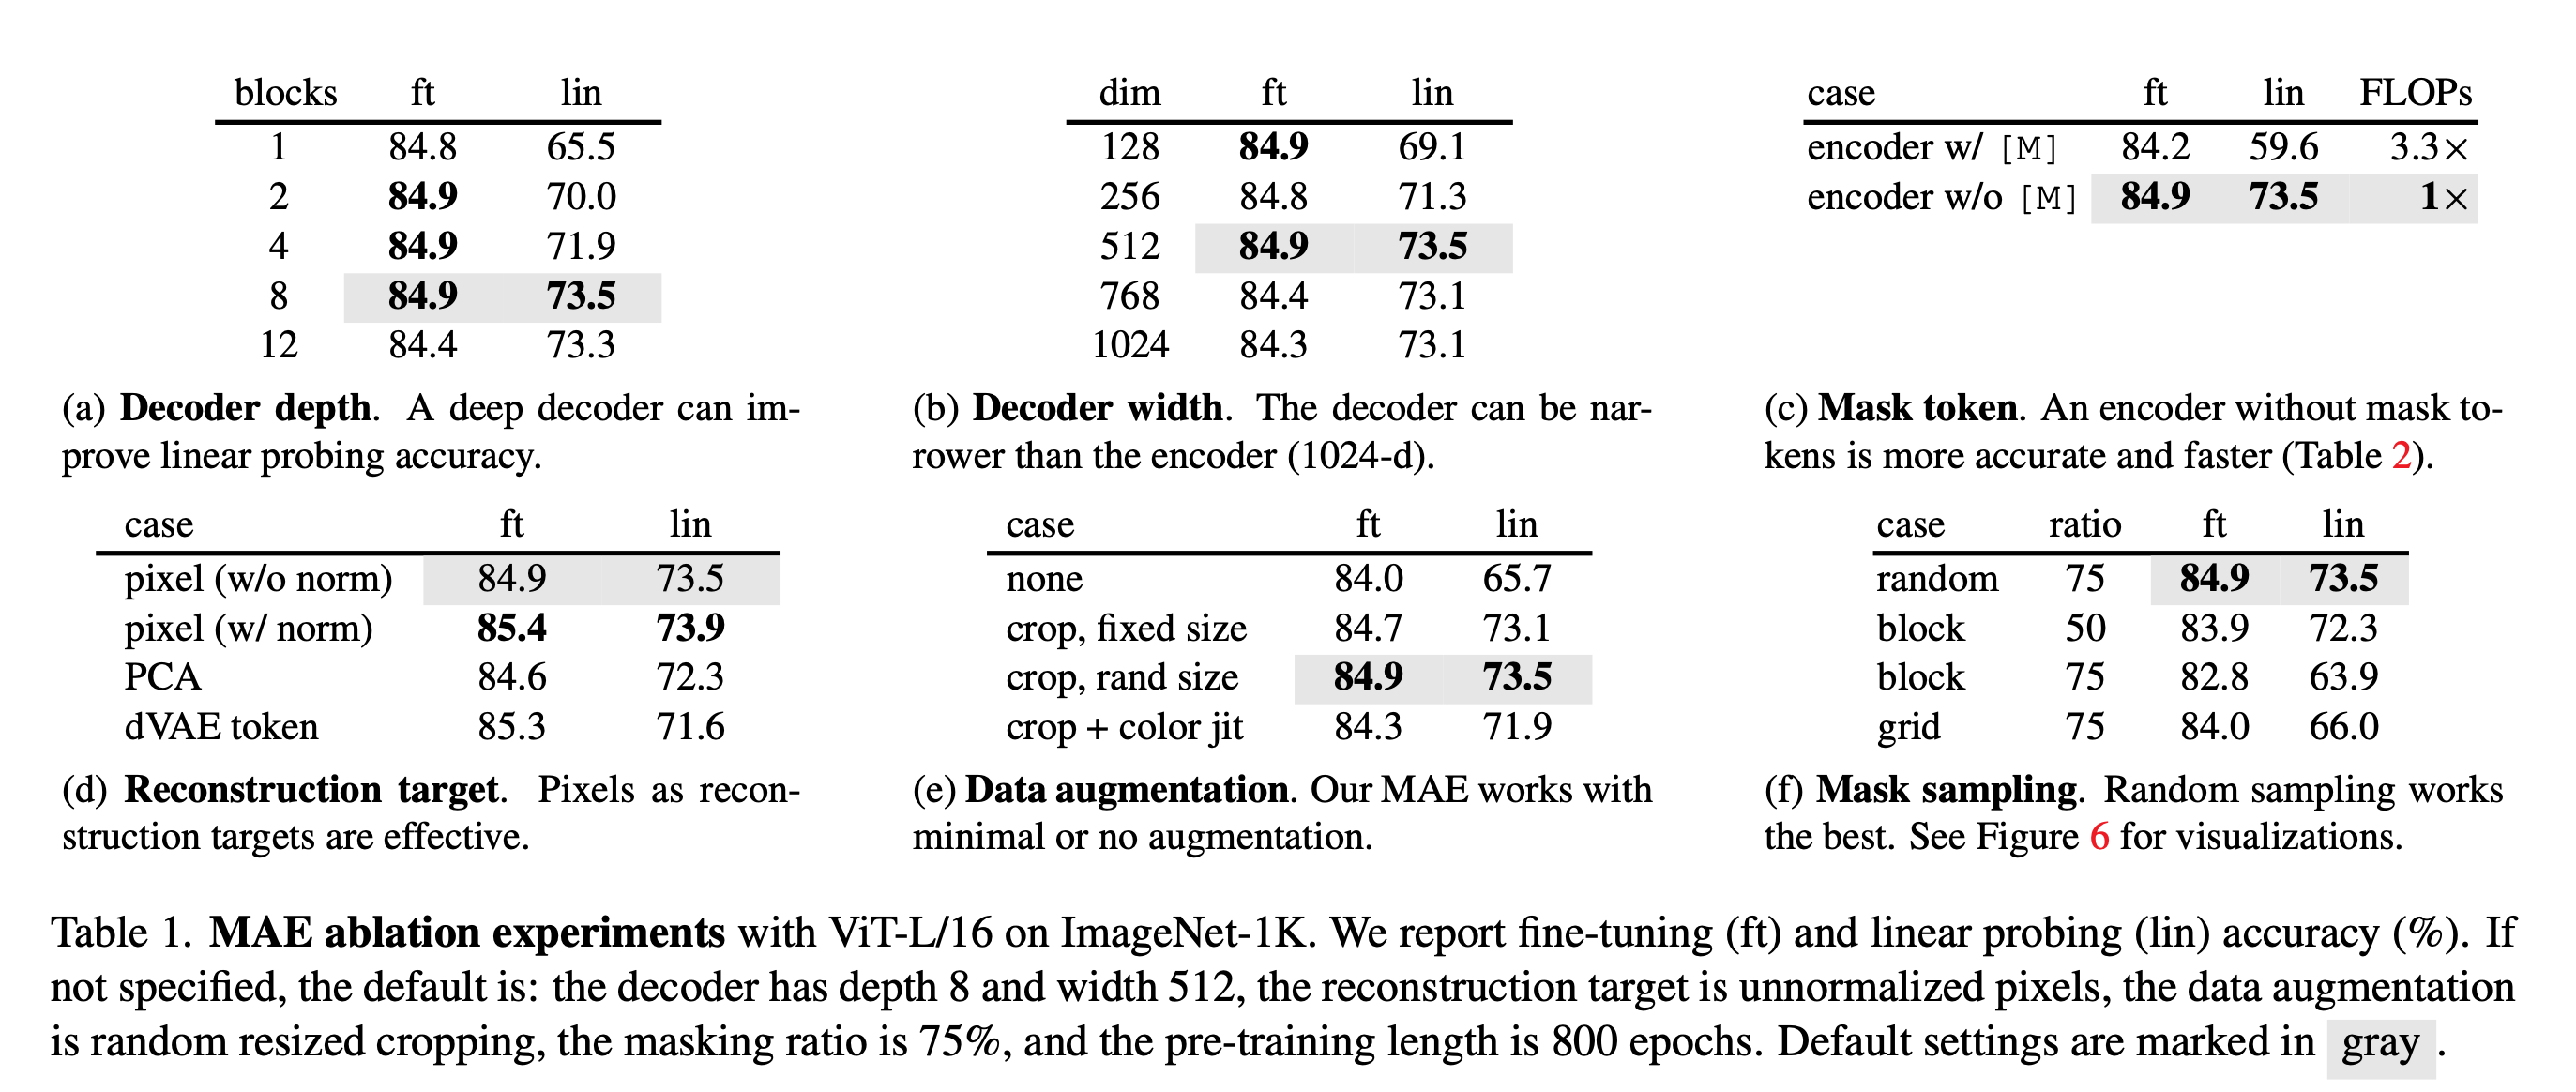 blocks ft lin
1 84.8 65.5
2 84.9 70.0
4 84.9 71.9
8 84.9 73.5
12 84.4 73.3
(a) Decoder depth. A deep decoder can im-
prove linear probing accuracy.
dim ft lin
128 84.9 69.1
256 84.8 71.3
512 84.9 73.5
768 84.4 73.1
1024 84.3 73.1
(b) Decoder width. The decoder can be nar-
rower than the encoder (1024-d).
case ft lin FLOPs
encoder w/ [M] 84.2 59.6 3.3×
encoder w/o [M] 84.9 73.5 1×
(c) Mask token. An encoder without mask to-
kens is more accurate and faster (Table 2).
case ft lin
pixel (w/o norm) 84.9 73.5
pixel (w/ norm) 85.4 73.9
PCA 84.6 72.3
dVAE token 85.3 71.6
(d) Reconstruction target. Pixels as recon-
struction targets are effective.
case ft lin
none 84.0 65.7
crop, fixed size 84.7 73.1
crop, rand size 84.9 73.5
crop + color jit 84.3 71.9
(e) Data augmentation. Our MAE works with
minimal or no augmentation.
case ratio ft lin
random 75 84.9 73.5
block 50 83.9 72.3
block 75 82.8 63.9
grid 75 84.0 66.0
(f) Mask sampling. Random sampling works
the best. See Figure 6 for visualizations.
Table 1. MAE ablation experiments with ViT-L/16 on ImageNet-1K. We report fine-tuning (ft) and linear probing (lin) accuracy (%). If
not specified, the default is: the decoder has depth 8 and width 512, the reconstruction target is unnormalized pixels, the data augmentation
is random resized cropping, the masking ratio is 75%, and the pre-training length is 800 epochs. Default settings are marked in gray .